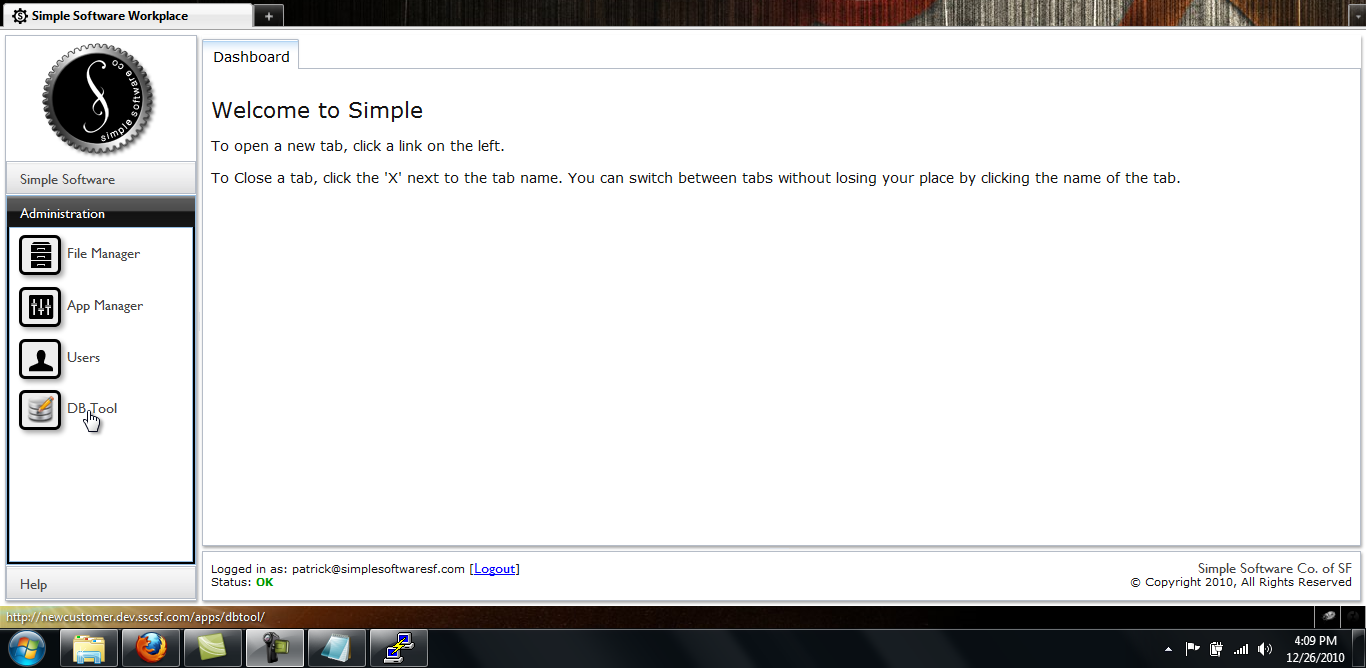 Simple Software Workplace
simple software co
Simple Software
Administration
File Manager
App Manager
Users
DB Tool
Help
Dashboard
Welcome to Simple
To open a new tab, click a link on the left.
To Close a tab, click the 'X' next to the tab name. You can switch between tabs without losing your place by clicking the name of the tab.
Logged in as: patrick@simplesoftwaresf.com [Logout]
Status: OK
Simple Software Co. of SF
© Copyright 2010, All Rights Reserved
http://newcustomer.dev.sscsf.com/apps/dbtool/
4:09 PM
12/26/2010